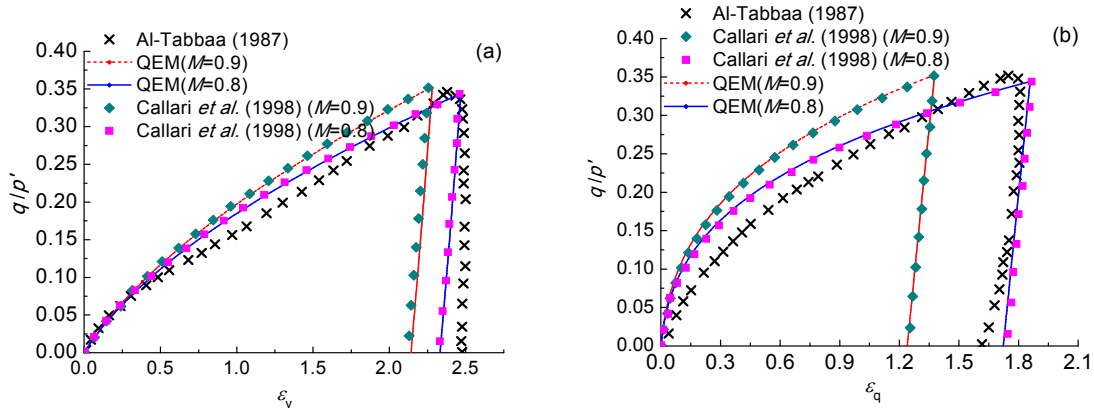 Al-Tabbaa (1987)
QEM(M=0.9)
QEM(M=0.8)
Callari et al. (1998) (M=0.9)
Callari et al. (1998) (M=0.8)
(a)
q/p'
0.40
0.35
0.30
0.25
0.20
0.15
0.10
0.05
0.00
0.0 0.5 1.0 1.5 2.0 2.5
εv
Al-Tabbaa (1987)
Callari et al. (1998) (M=0.9)
Callari et al. (1998) (M=0.8)
QEM(M=0.9)
QEM(M=0.8)
(b)
q/p'
0.40
0.35
0.30
0.25
0.20
0.15
0.10
0.05
0.00
0.0 0.3 0.6 0.9 1.2 1.5 1.8 2.1
εq